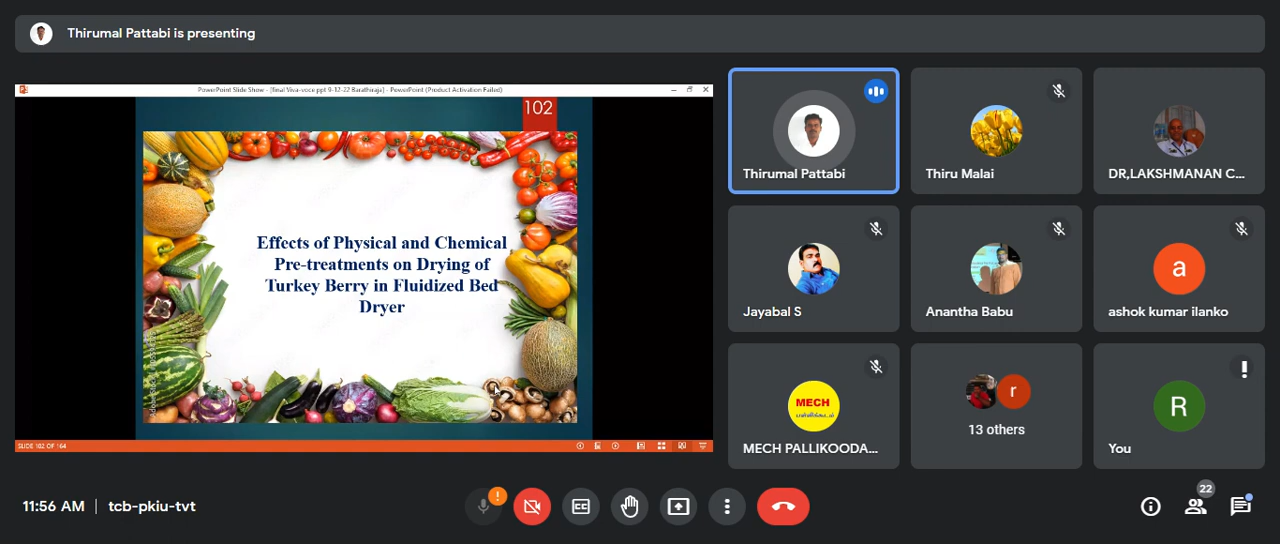 Thirumal Pattabi is presenting
PowerPoint Slide Show - [final Viva-voce ppt 9-12-22 Barathiraja] - PowerPoint (Product Activation Failed)
102
Effects of Physical and Chemical
Pre-treatments on Drying of
Turkey Berry in Fluidized Bed
Dryer
SLIDE 102 OF 164
Thirumal Pattabi
Thiru Malai
DR,LAKSHMANAN C...
Jayabal S
Anantha Babu
a
ashok kumar ilanko
MECH
MECH PALLIKOODA...
r
13 others
R
You
11:56 AM | tcb-pkiu-tvt
CC
22